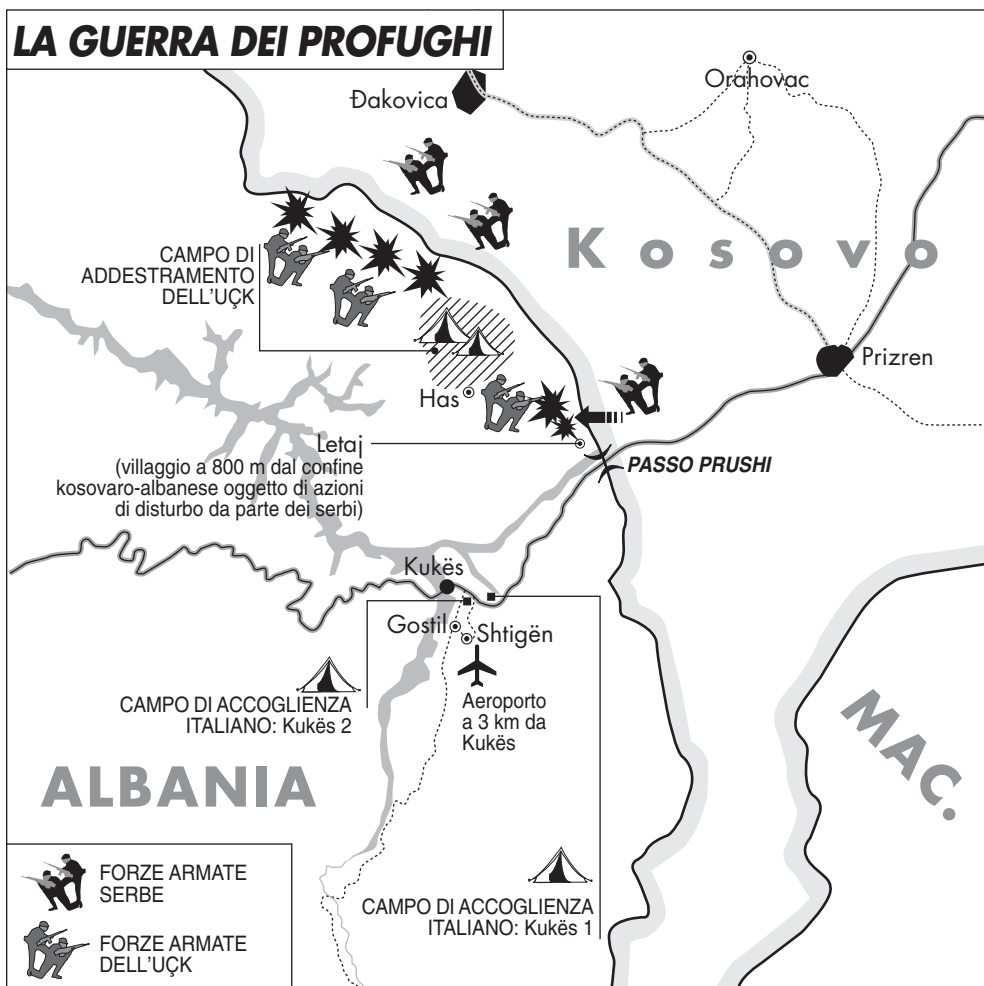 LA GUERRA DEI PROFUGHI
Orahovac
Đakovica
Kosovo
CAMPO DI
ADDESTRAMENTO
DELL'UÇK
Prizren
Has
Letaj
(villaggio a 800 m dal confine
kosovaro-albanese oggetto di azioni
di disturbo da parte dei serbi)
PASSO PRUSHI
Kukës
Gostil
Shtigën
CAMPO DI ACCOGLIENZA
ITALIANO: Kukës 2
Aeroporto
a 3 km da
Kukës
MAC.
ALBANIA
FORZE ARMATE
SERBE
FORZE ARMATE
DELL'UÇK
CAMPO DI ACCOGLIENZA
ITALIANO: Kukës 1